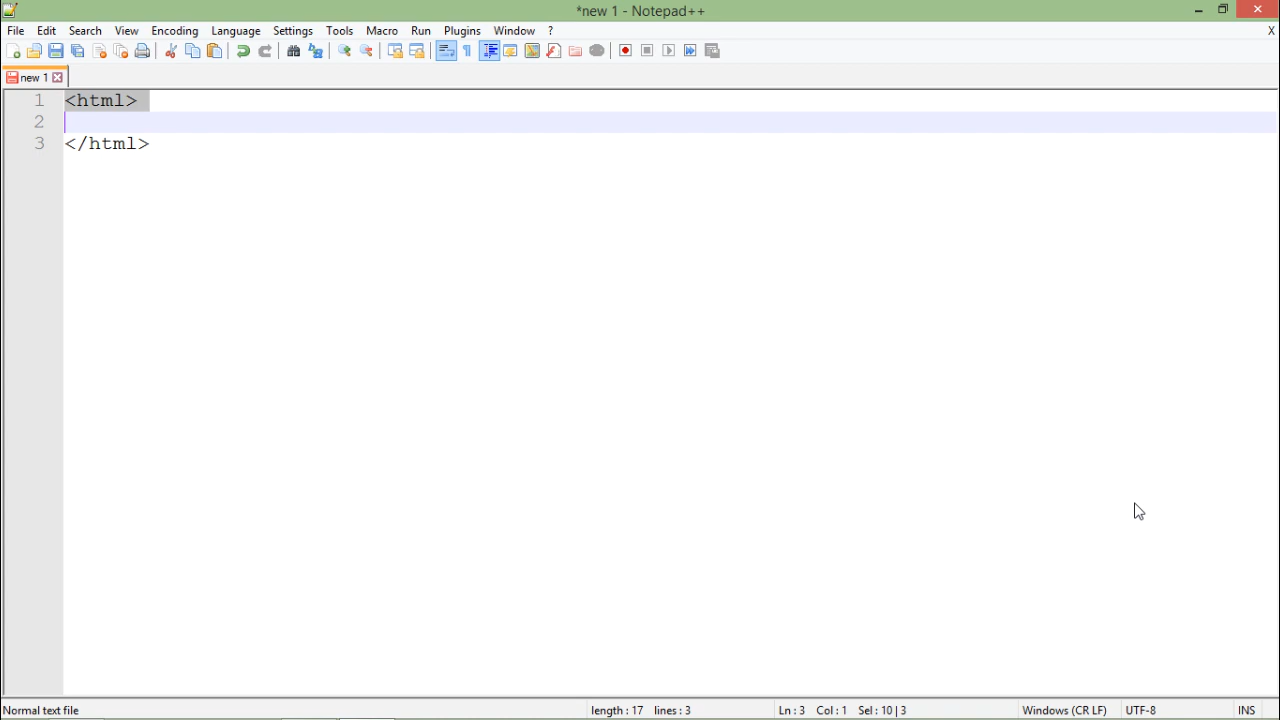 *new 1 - Notepad++
File Edit Search View Encoding Language Settings Tools Macro Run Plugins Window ? X
new 1
1 <html>
2
3 </html>
Normal text file length : 17 lines : 3 Ln : 3 Col : 1 Sel : 10 | 3 Windows (CR LF) UTF-8 INS